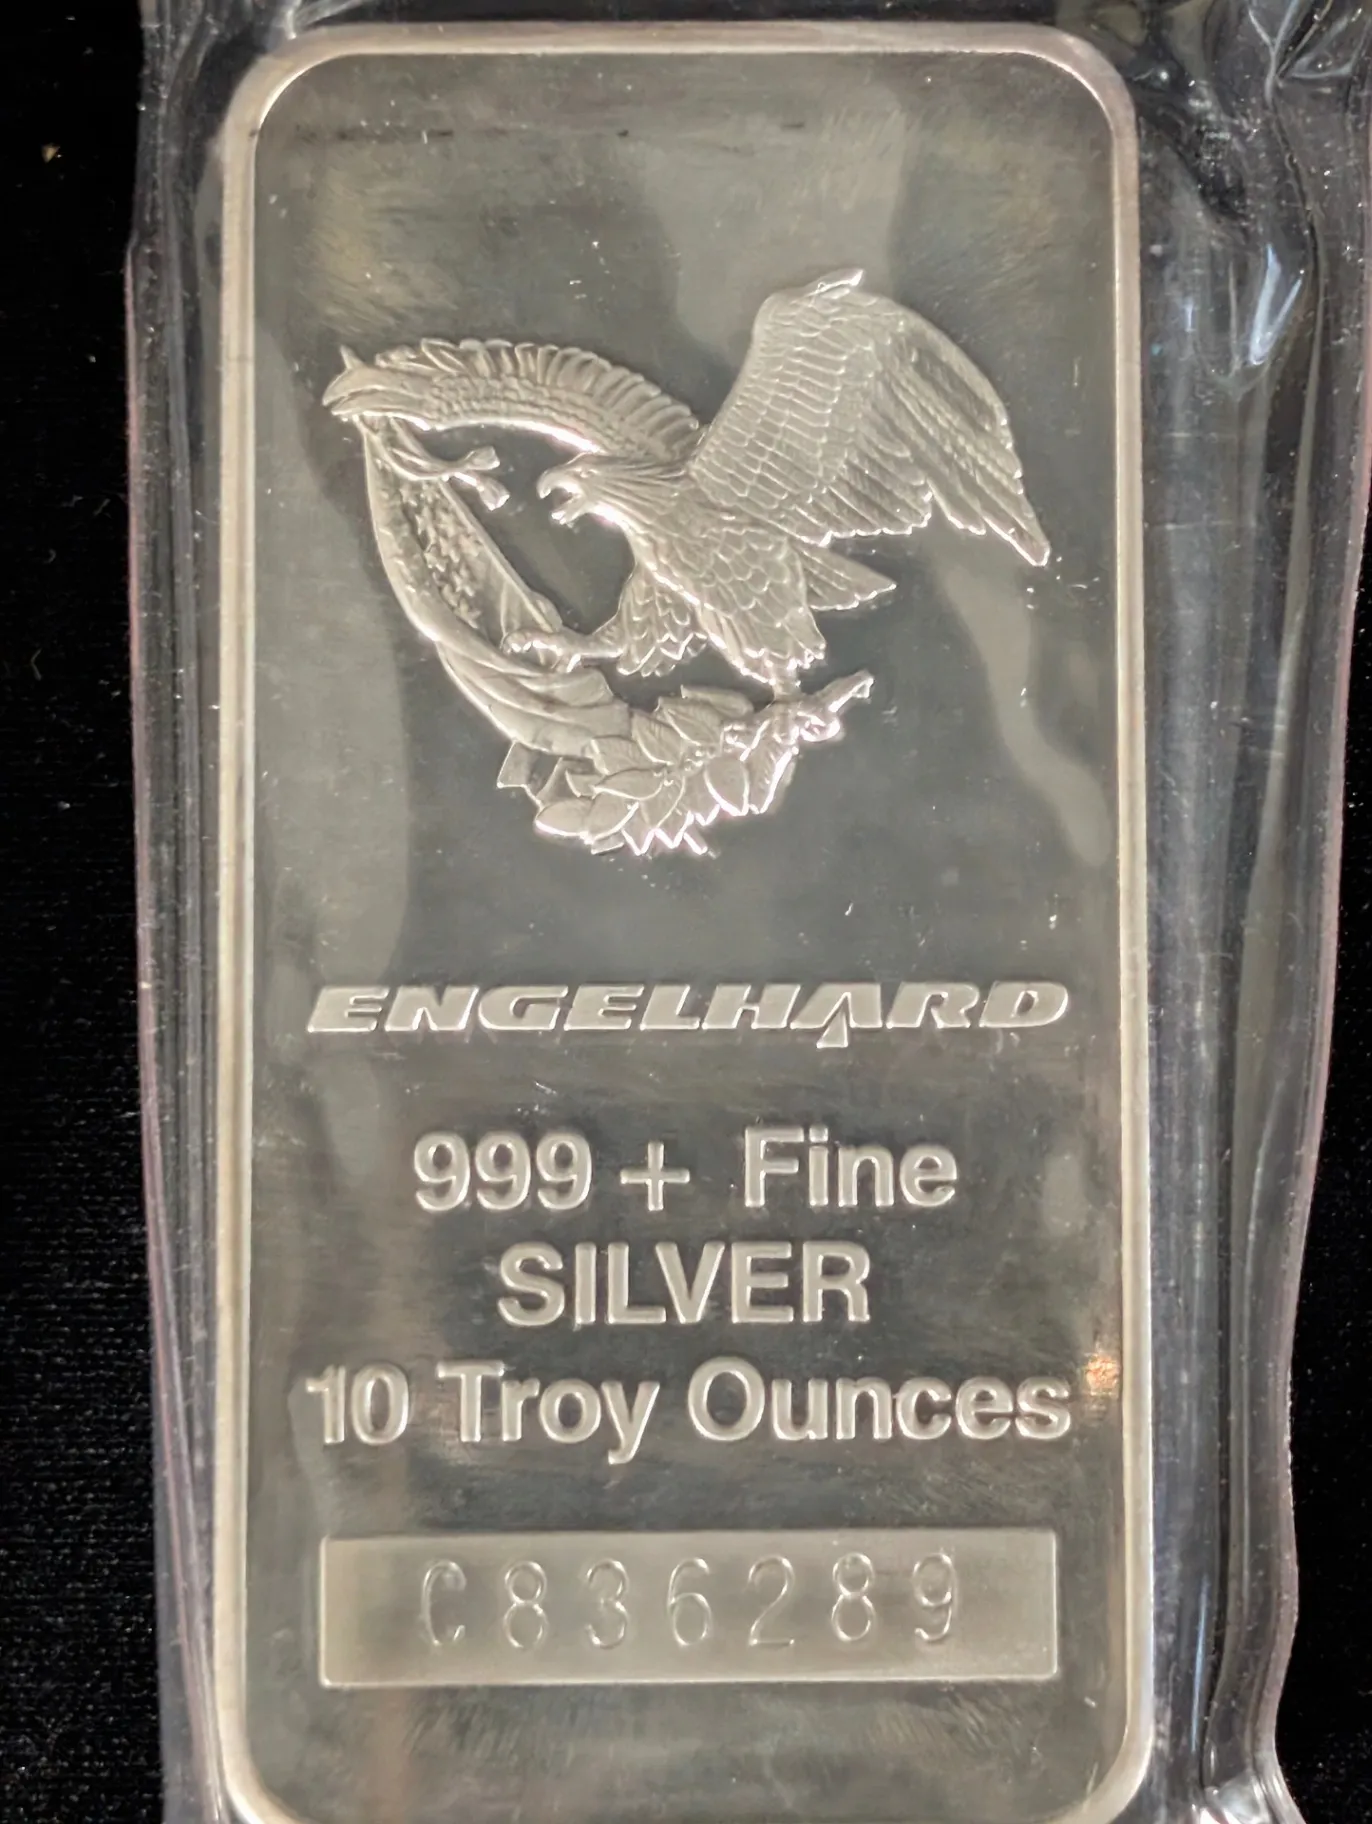 ENGELHARD
999 + Fine
SILVER
10 Troy Ounces
C836289